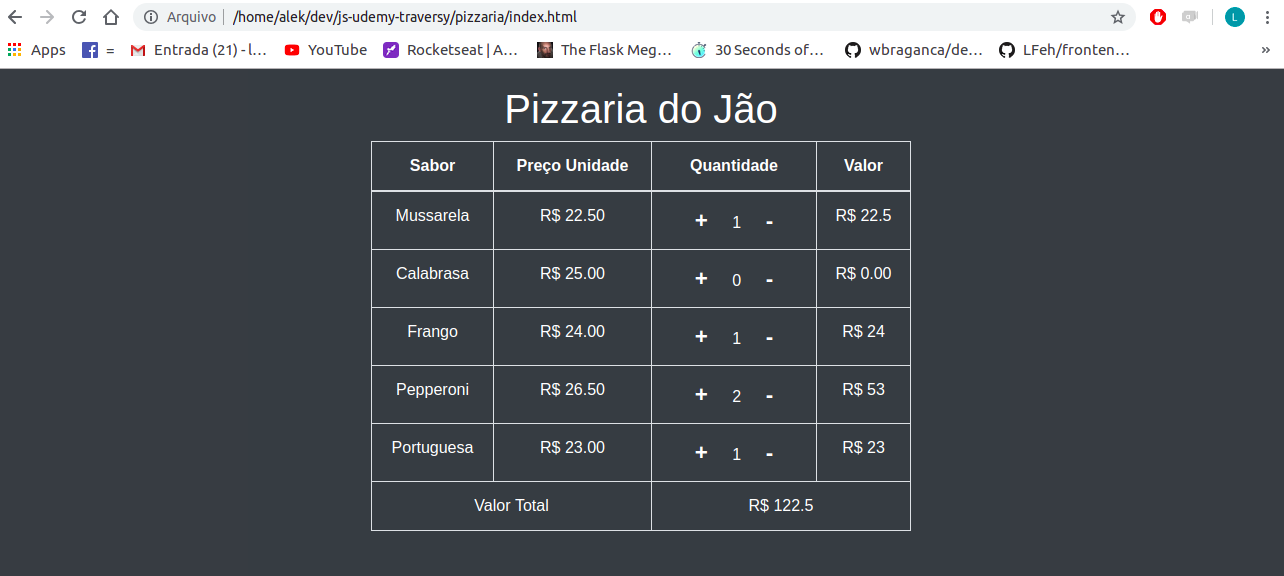 Arquivo | /home/alek/dev/js-udemy-traversy/pizzaria/index.html L
Apps = Entrada (21) - l... YouTube Rocketseat | A... The Flask Meg... 30 Seconds of... wbraganca/de... LFeh/fronten... »
Pizzaria do Jão
Sabor Preço Unidade Quantidade Valor
Mussarela R$ 22.50 + 1 - R$ 22.5
Calabrasa R$ 25.00 + 0 - R$ 0.00
Frango R$ 24.00 + 1 - R$ 24
Pepperoni R$ 26.50 + 2 - R$ 53
Portuguesa R$ 23.00 + 1 - R$ 23
Valor Total R$ 122.5